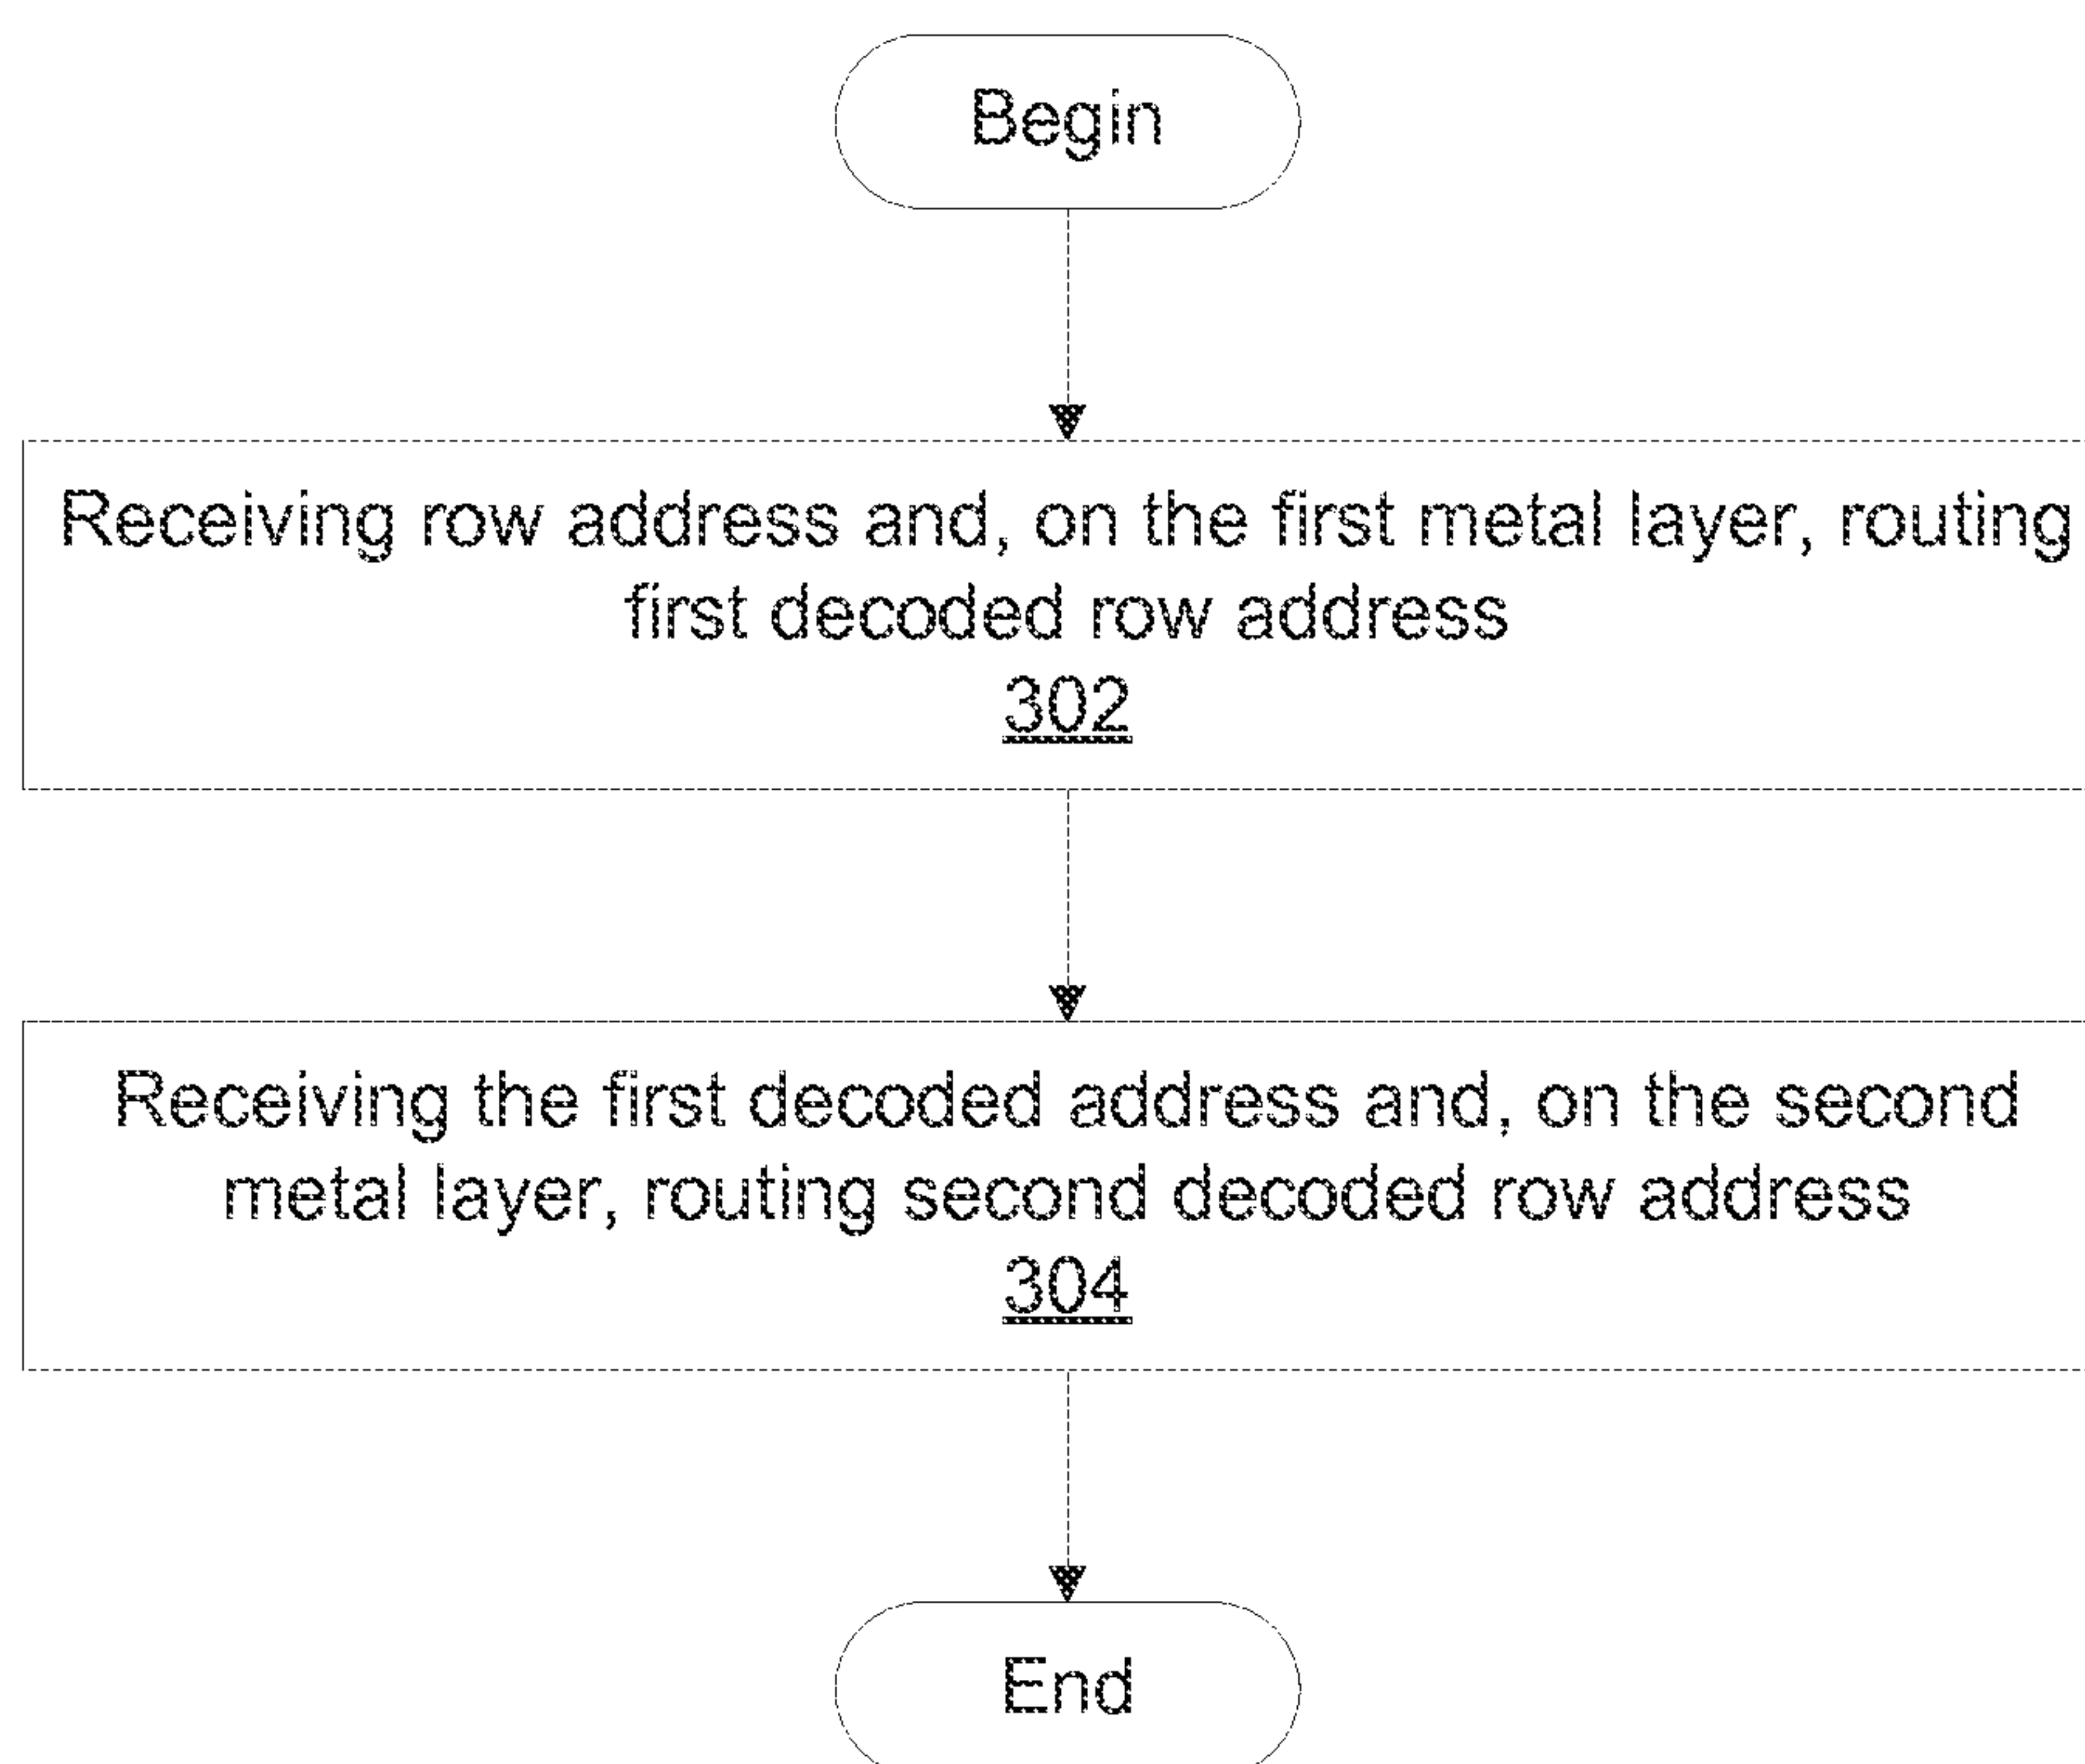 Begin
Receiving row address and, on the first metal layer, routing
first decoded row address
302
Receiving the first decoded address and, on the second
metal layer, routing second decoded row address
304
End